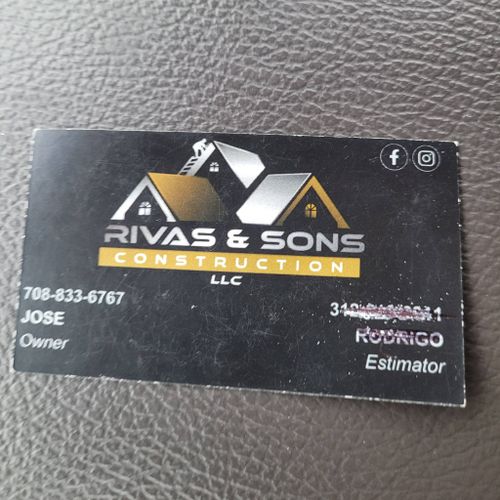 RIVAS & SONS
CONSTRUCTION
LLC
708-833-6767
JOSE
Owner
RODRIGO
Estimator